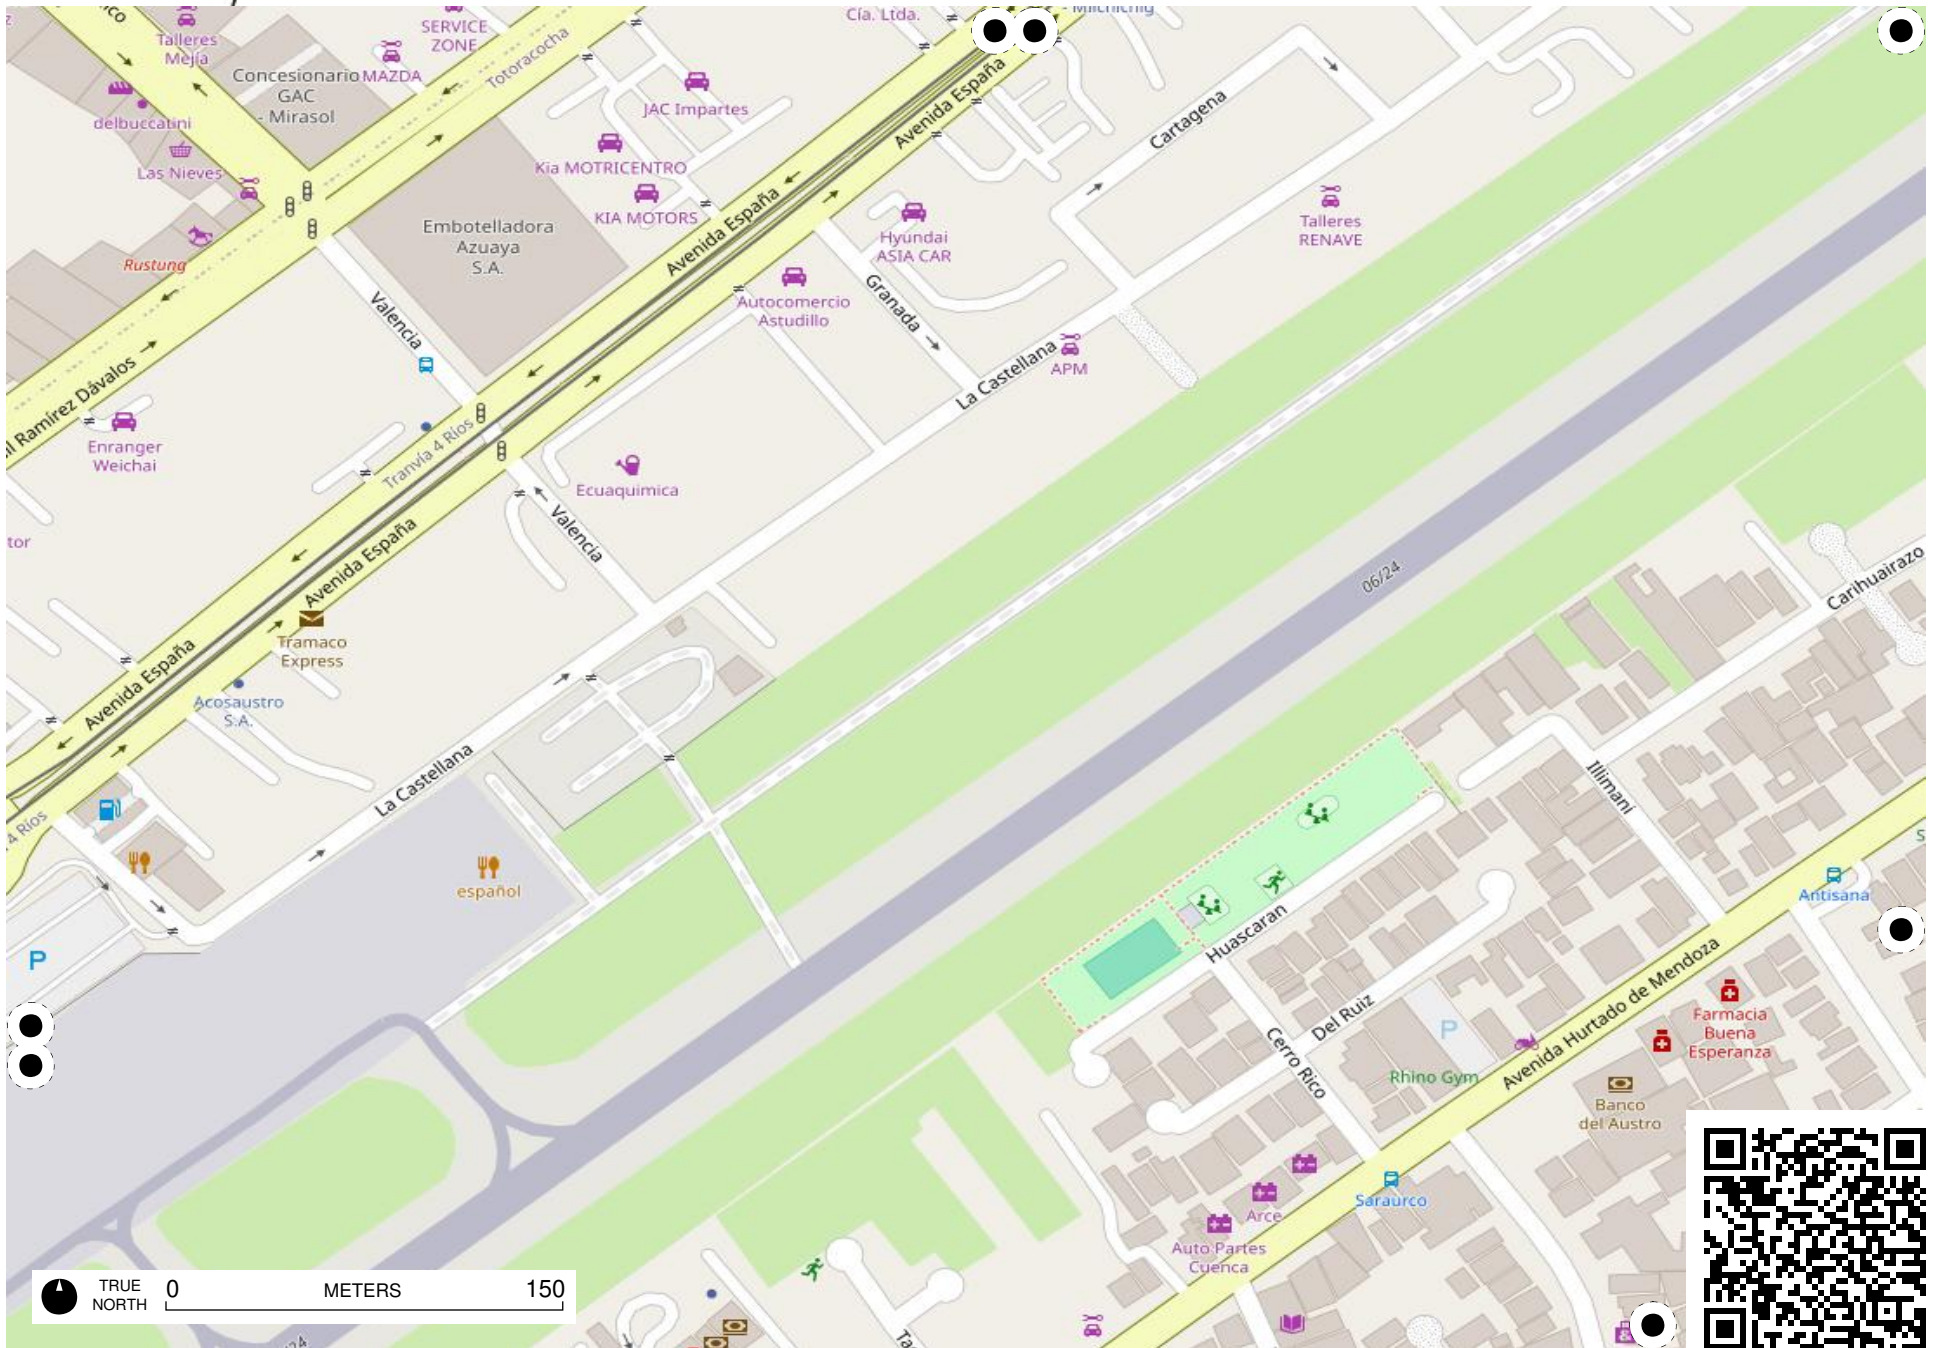 Talleres
Mejía
SERVICE
ZONE
Cía. Ltda.
Totoracocha
Concesionario
GAC
- Mirasol
MAZDA
JAC Impartes
Avenida España
delbuccatini
Las Nieves
Kia MOTRICENTRO
KIA MOTORS
Cartagena
Rustung
Embotelladora
Azuaya
S.A.
Avenida España
Hyundai
ASIA CAR
Talleres
RENAVE
Valencia
Autocomercio
Astudillo
Granada
La Castellana
APM
Ramírez Dávalos
Enranger
Weichai
Tranvía 4 Ríos
Ecuaquimica
Valencia
tor
Avenida España
06/24
Carihuairazo
Tramaco
Express
Avenida España
Acosaustro
S.A.
La Castellana
Illimani
4 Ríos
español
Antisana
P
Huascaran
Del Ruiz
Cerro Rico
P
Avenida Hurtado de Mendoza
Farmacia
Buena
Esperanza
Rhino Gym
Banco
del Austro
Saraurco
Arce
Auto Partes
Cuenca
TRUE
NORTH
0 METERS 150